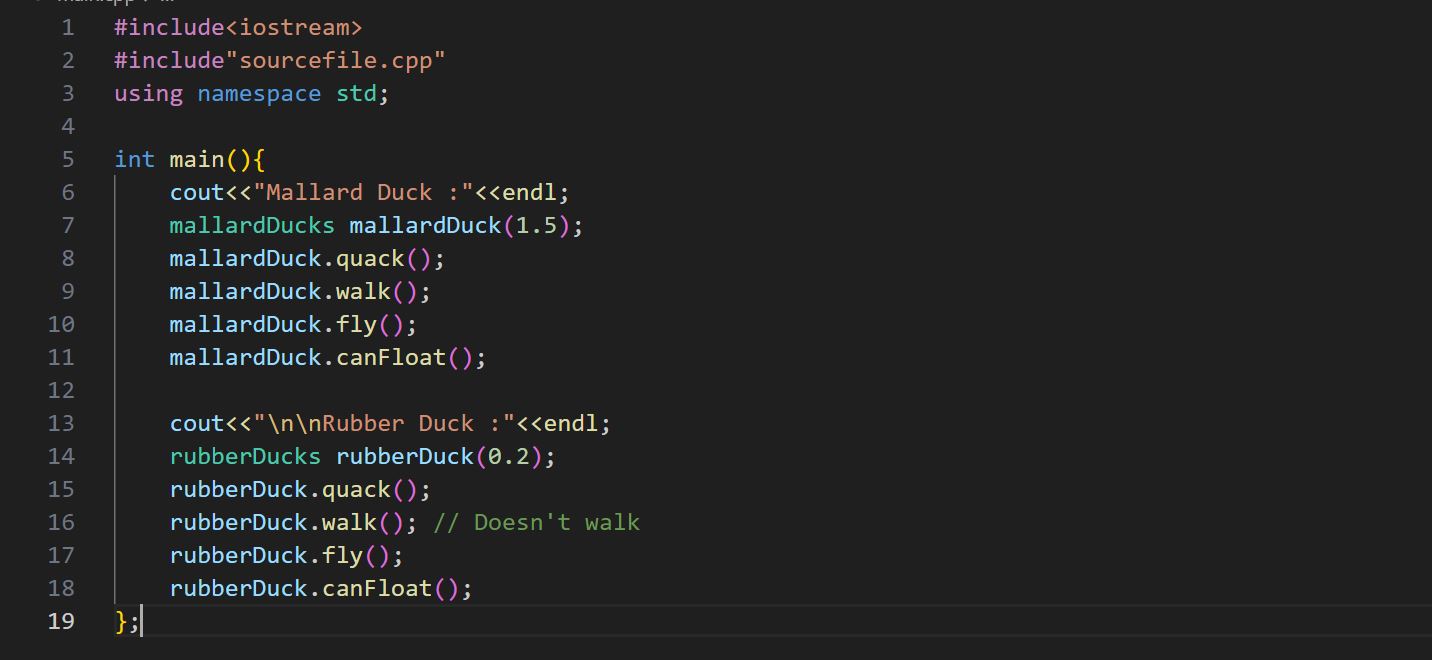 1 #include<iostream>
2 #include"sourcefile.cpp"
3 using namespace std;
4
5 int main(){
6     cout<<"Mallard Duck :"<<endl;
7     mallardDucks mallardDuck(1.5);
8     mallardDuck.quack();
9     mallardDuck.walk();
10     mallardDuck.fly();
11     mallardDuck.canFloat();
12
13     cout<<"\n\nRubber Duck :"<<endl;
14     rubberDucks rubberDuck(0.2);
15     rubberDuck.quack();
16     rubberDuck.walk(); // Doesn't walk
17     rubberDuck.fly();
18     rubberDuck.canFloat();
19 };